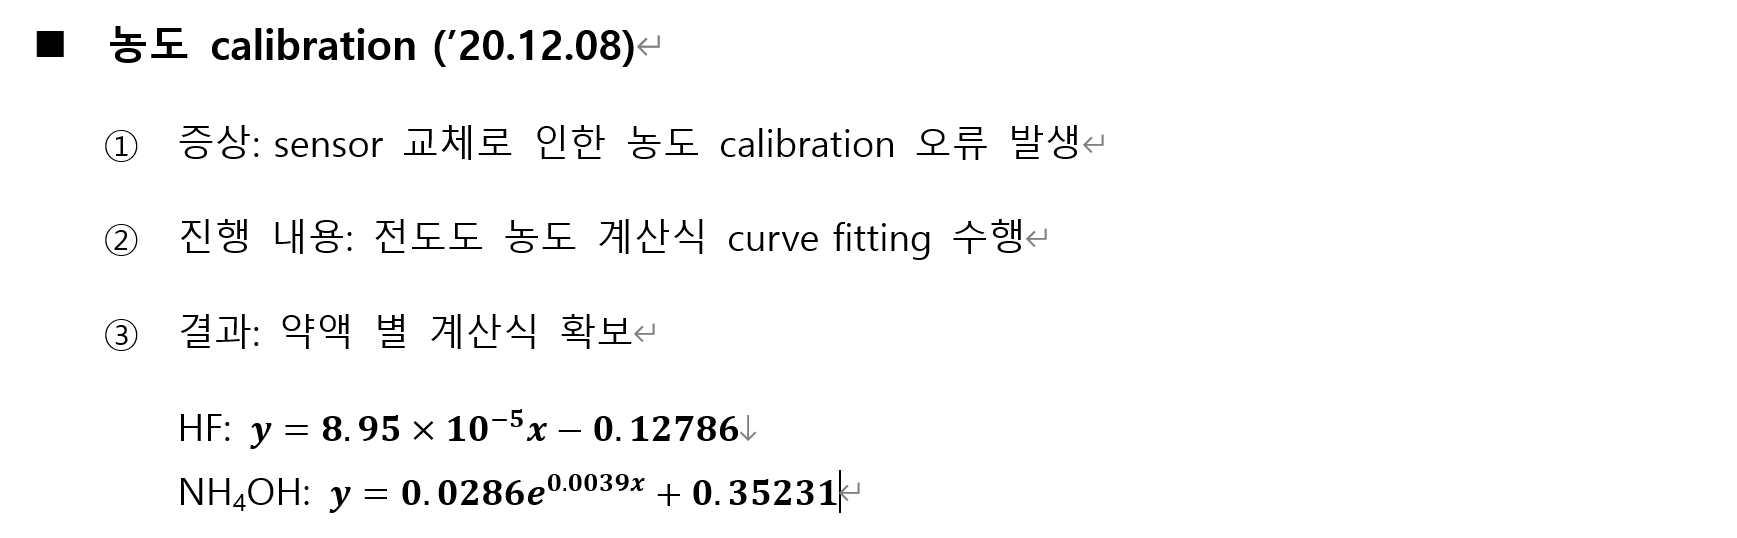 ■ 농도 calibration (’20.12.08)
① 증상: sensor 교체로 인한 농도 calibration 오류 발생
② 진행 내용: 전도도 농도 계산식 curve fitting 수행
③ 결과: 약액 별 계산식 확보
HF: y = 8.95 × 10⁻⁵x − 0.12786
NH₄OH: y = 0.0286e⁰·⁰⁰³⁹ˣ + 0.35231